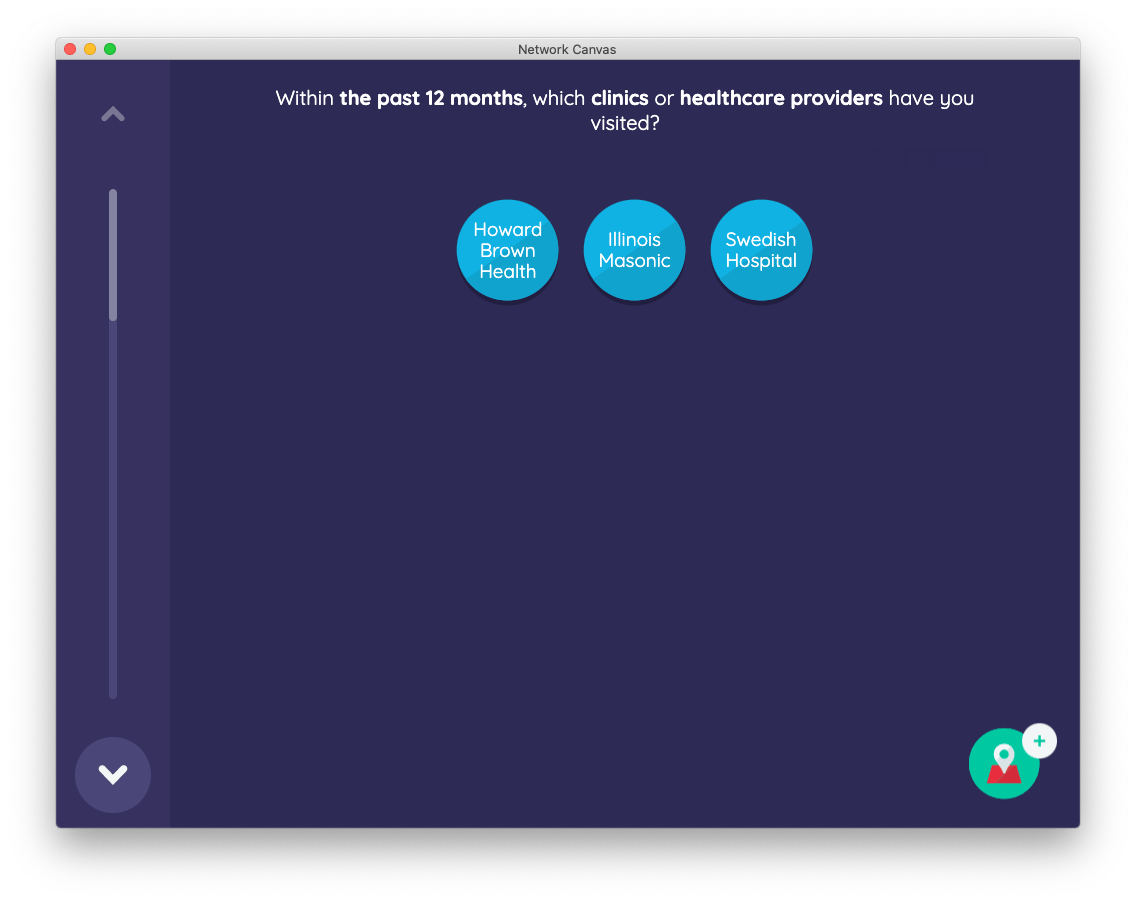 Network Canvas
Within the past 12 months, which clinics or healthcare providers have you
visited?
Howard
Brown
Health
Illinois
Masonic
Swedish
Hospital
+